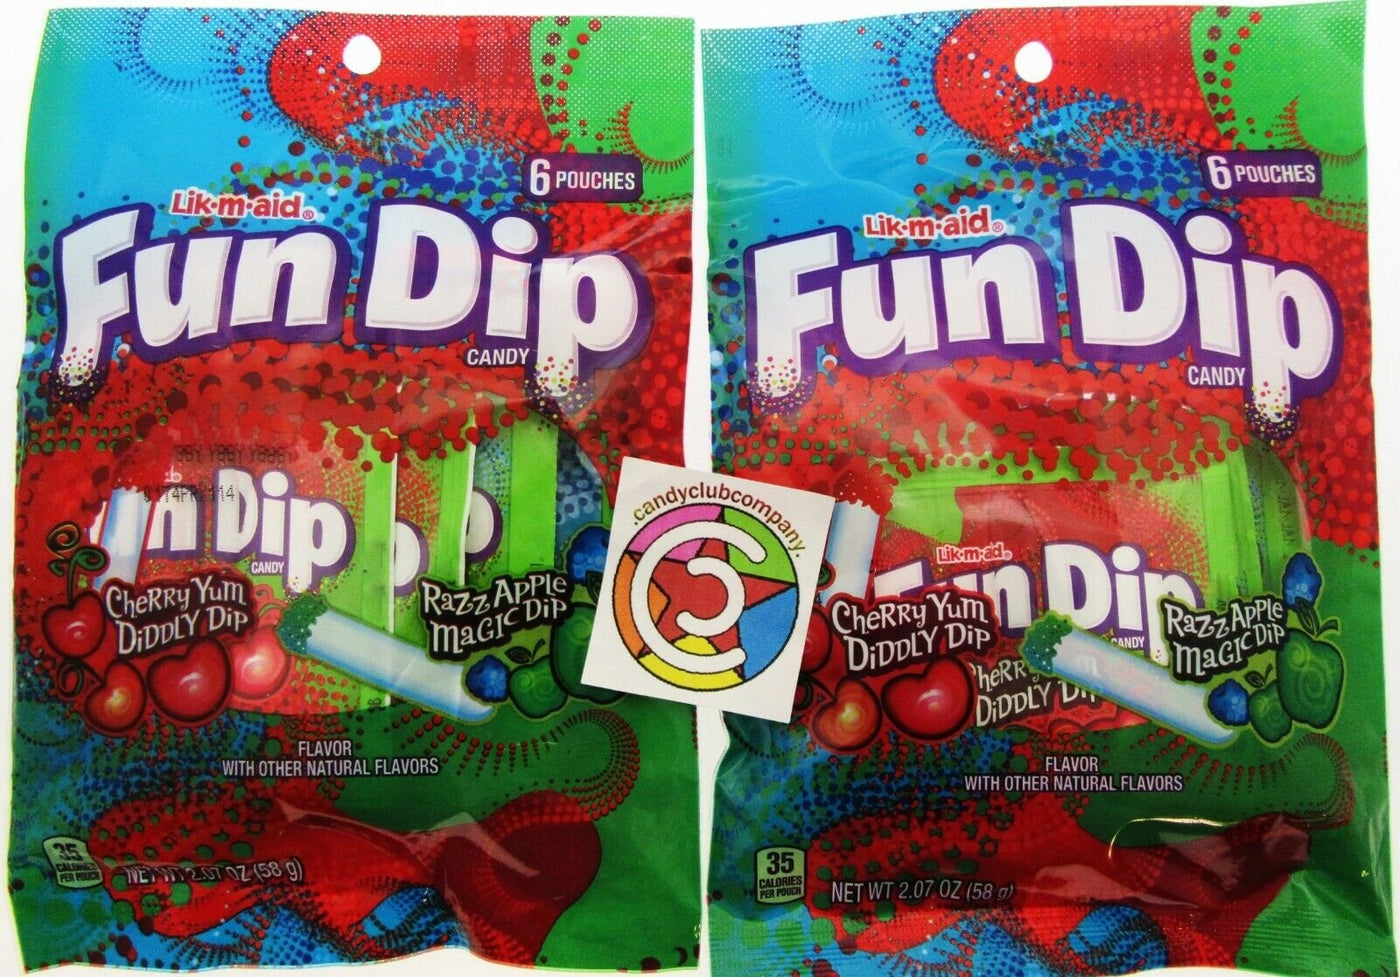 6 POUCHES
Lik•m•aid®
Fun Dip
CANDY
Dip
CANDY
CHeRRy YuM
DiDDLy Dip
RaZZ APPLe
MaGiC Dip
FLAVOR
WITH OTHER NATURAL FLAVORS
35
CALORIES
PER POUCH
NET WT 2.07 OZ (58 g)
.candyclubcompany.
6 POUCHES
Lik•m•aid®
Fun Dip
CANDY
Lik•m•aid®
Fun Dip
CANDY
CHeRRy YuM
DiDDLy Dip
RaZZ APPLe
MaGiC Dip
DiDDLy Dip
FLAVOR
WITH OTHER NATURAL FLAVORS
35
CALORIES
PER POUCH
NET WT 2.07 OZ (58 g)